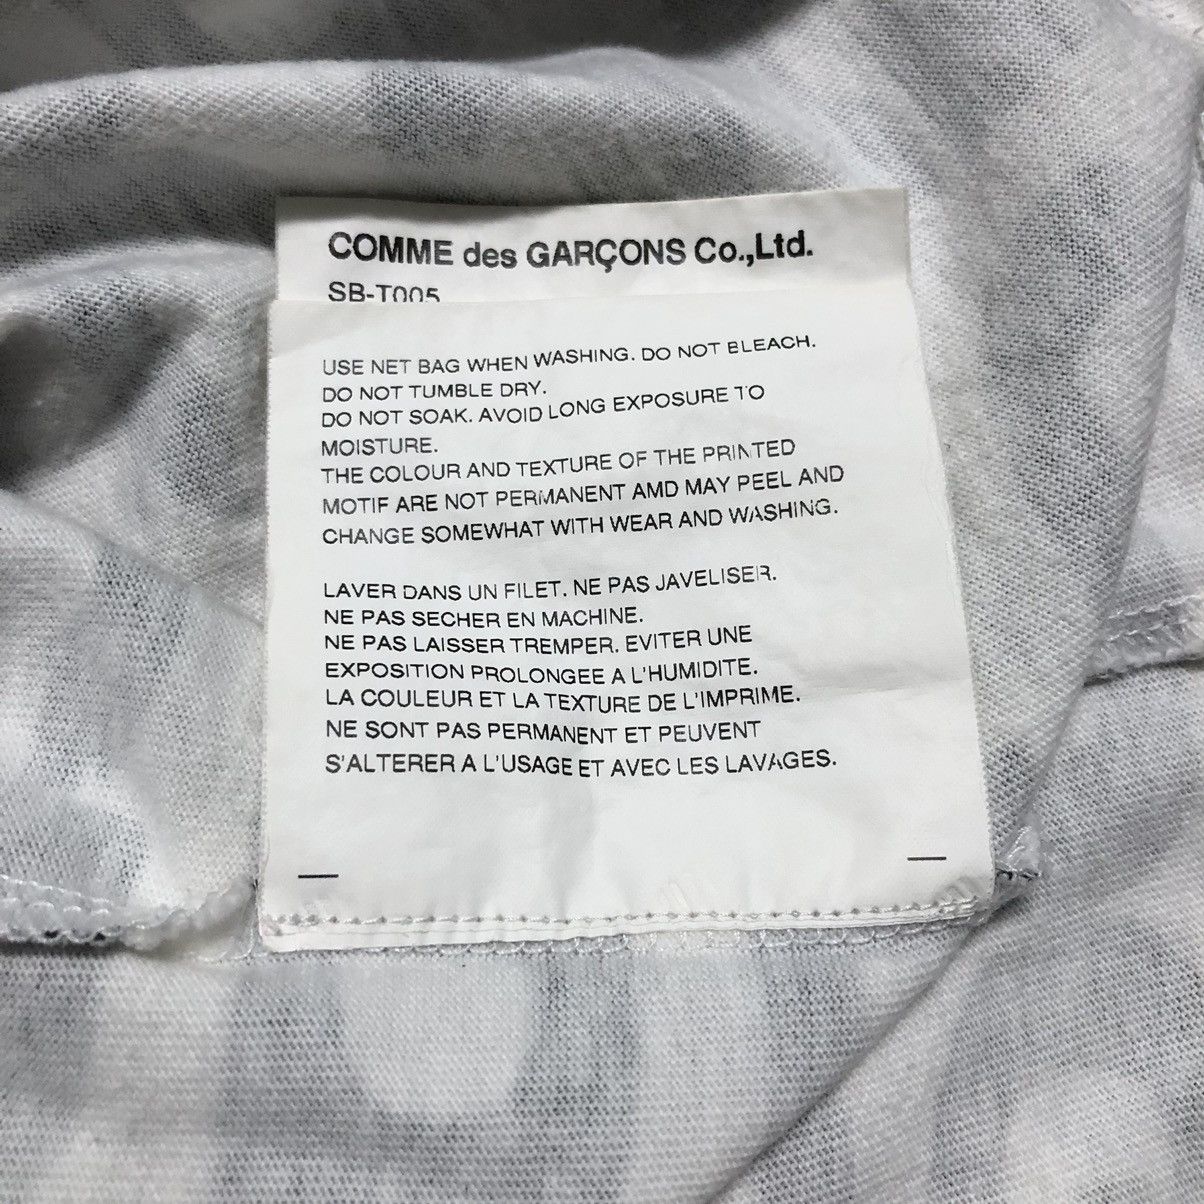 COMME des GARÇONS Co.,Ltd.
SB-T005
USE NET BAG WHEN WASHING. DO NOT BLEACH.
DO NOT TUMBLE DRY.
DO NOT SOAK. AVOID LONG EXPOSURE TO
MOISTURE.
THE COLOUR AND TEXTURE OF THE PRINTED
MOTIF ARE NOT PERMANENT AMD MAY PEEL AND
CHANGE SOMEWHAT WITH WEAR AND WASHING.
LAVER DANS UN FILET. NE PAS JAVELISER.
NE PAS SECHER EN MACHINE.
NE PAS LAISSER TREMPER. EVITER UNE
EXPOSITION PROLONGEE A L'HUMIDITE.
LA COULEUR ET LA TEXTURE DE L'IMPRIME.
NE SONT PAS PERMANENT ET PEUVENT
S'ALTERER A L'USAGE ET AVEC LES LAVAGES.